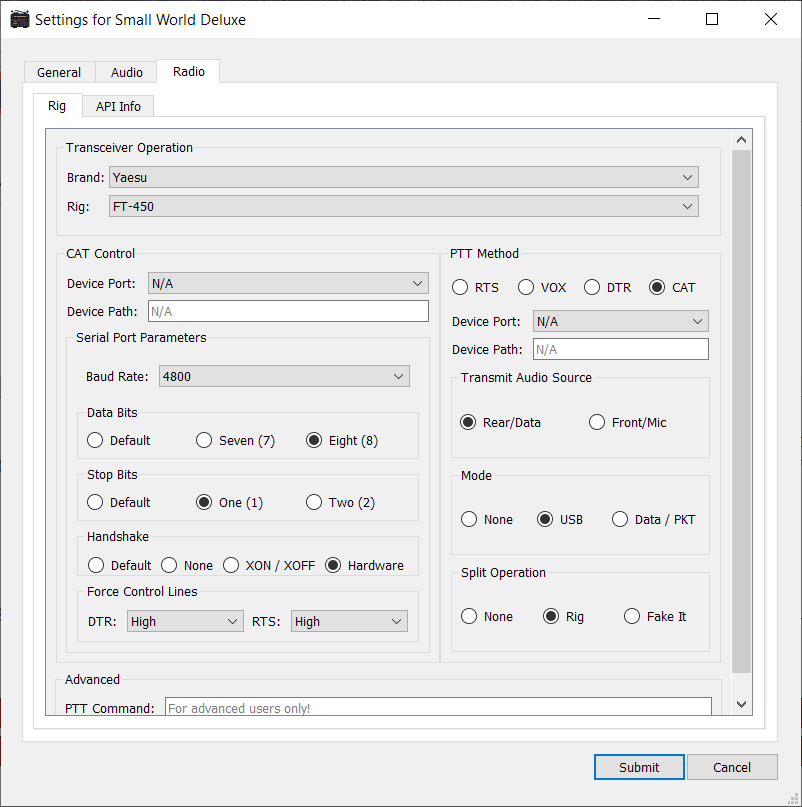 Settings for Small World Deluxe
General Audio Radio
Rig API Info
Transceiver Operation
Brand: Yaesu
Rig: FT-450
CAT Control
Device Port: N/A
Device Path: N/A
Serial Port Parameters
Baud Rate: 4800
Data Bits
Default Seven (7) Eight (8)
Stop Bits
Default One (1) Two (2)
Handshake
Default None XON / XOFF Hardware
Force Control Lines
DTR: High RTS: High
PTT Method
RTS VOX DTR CAT
Device Port: N/A
Device Path: N/A
Transmit Audio Source
Rear/Data Front/Mic
Mode
None USB Data / PKT
Split Operation
None Rig Fake It
Advanced
PTT Command: For advanced users only!
Submit Cancel